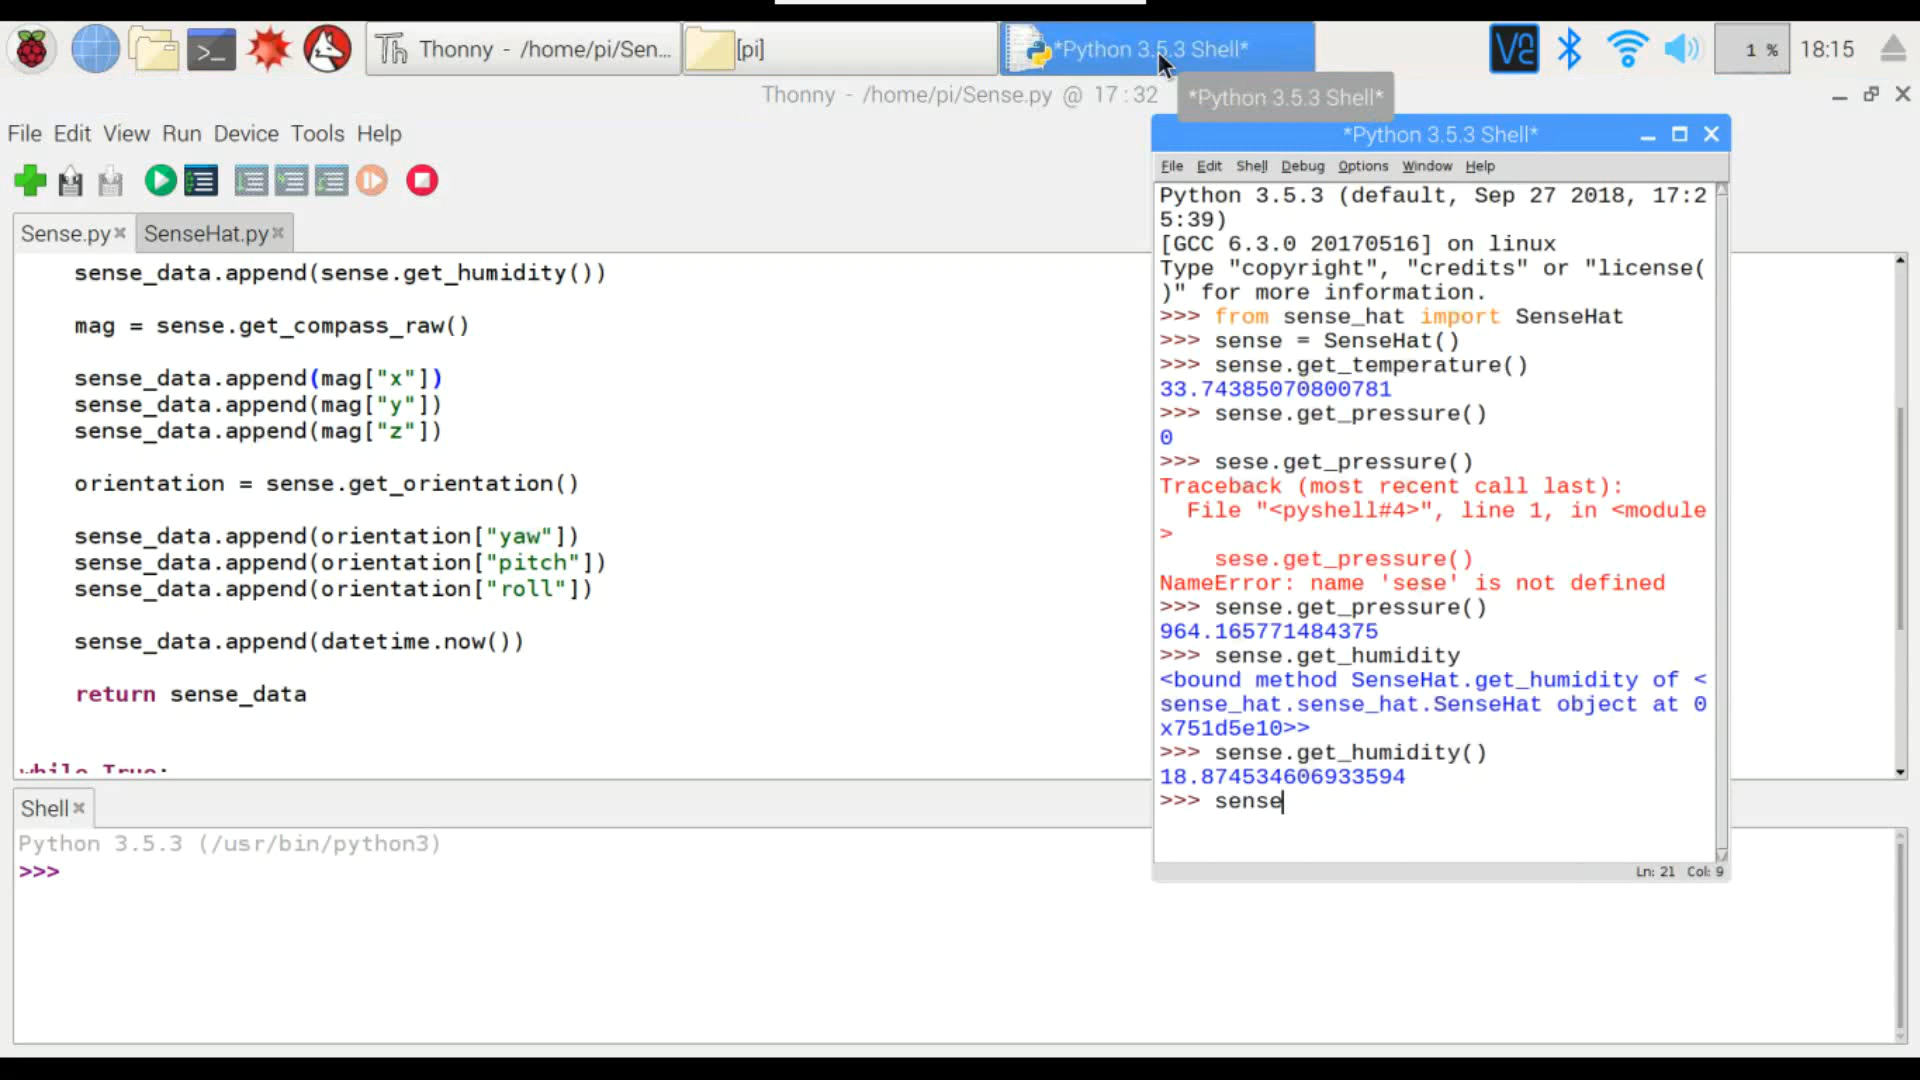 Thonny - /home/pi/Sen...
[pi]
*Python 3.5.3 Shell*
1 %
18:15
Thonny - /home/pi/Sense.py @ 17:32
*Python 3.5.3 Shell*
File Edit View Run Device Tools Help
Sense.py
SenseHat.py
sense_data.append(sense.get_humidity())
mag = sense.get_compass_raw()
sense_data.append(mag["x"])
sense_data.append(mag["y"])
sense_data.append(mag["z"])
orientation = sense.get_orientation()
sense_data.append(orientation["yaw"])
sense_data.append(orientation["pitch"])
sense_data.append(orientation["roll"])
sense_data.append(datetime.now())
return sense_data
while True:
Shell
Python 3.5.3 (/usr/bin/python3)
>>>
*Python 3.5.3 Shell*
File Edit Shell Debug Options Window Help
Python 3.5.3 (default, Sep 27 2018, 17:2
5:39)
[GCC 6.3.0 20170516] on linux
Type "copyright", "credits" or "license(
)" for more information.
>>> from sense_hat import SenseHat
>>> sense = SenseHat()
>>> sense.get_temperature()
33.74385070800781
>>> sense.get_pressure()
0
>>> sese.get_pressure()
Traceback (most recent call last):
File "<pyshell#4>", line 1, in <module
>
sese.get_pressure()
NameError: name 'sese' is not defined
>>> sense.get_pressure()
964.165771484375
>>> sense.get_humidity
<bound method SenseHat.get_humidity of <
sense_hat.sense_hat.SenseHat object at 0
x751d5e10>>
>>> sense.get_humidity()
18.874534606933594
>>> sense
Ln: 21 Col: 9